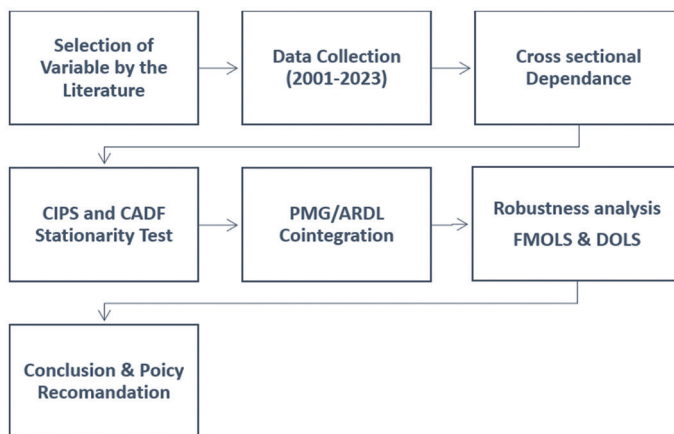 Selection of
Variable by the
Literature
Data Collection
(2001-2023)
Cross sectional
Dependance
CIPS and CADF
Stationarity Test
PMG/ARDL
Cointegration
Robustness analysis
FMOLS & DOLS
Conclusion & Poicy
Recomandation